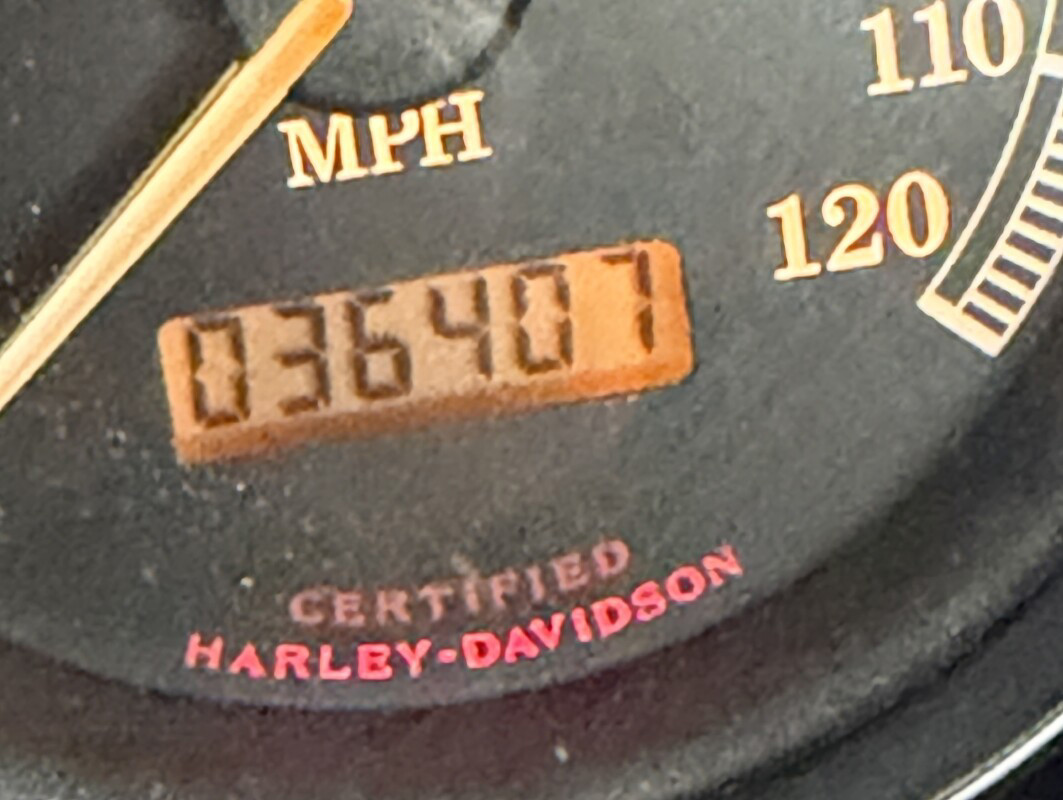 110
MPH
120
036407
CERTIFIED
HARLEY-DAVIDSON